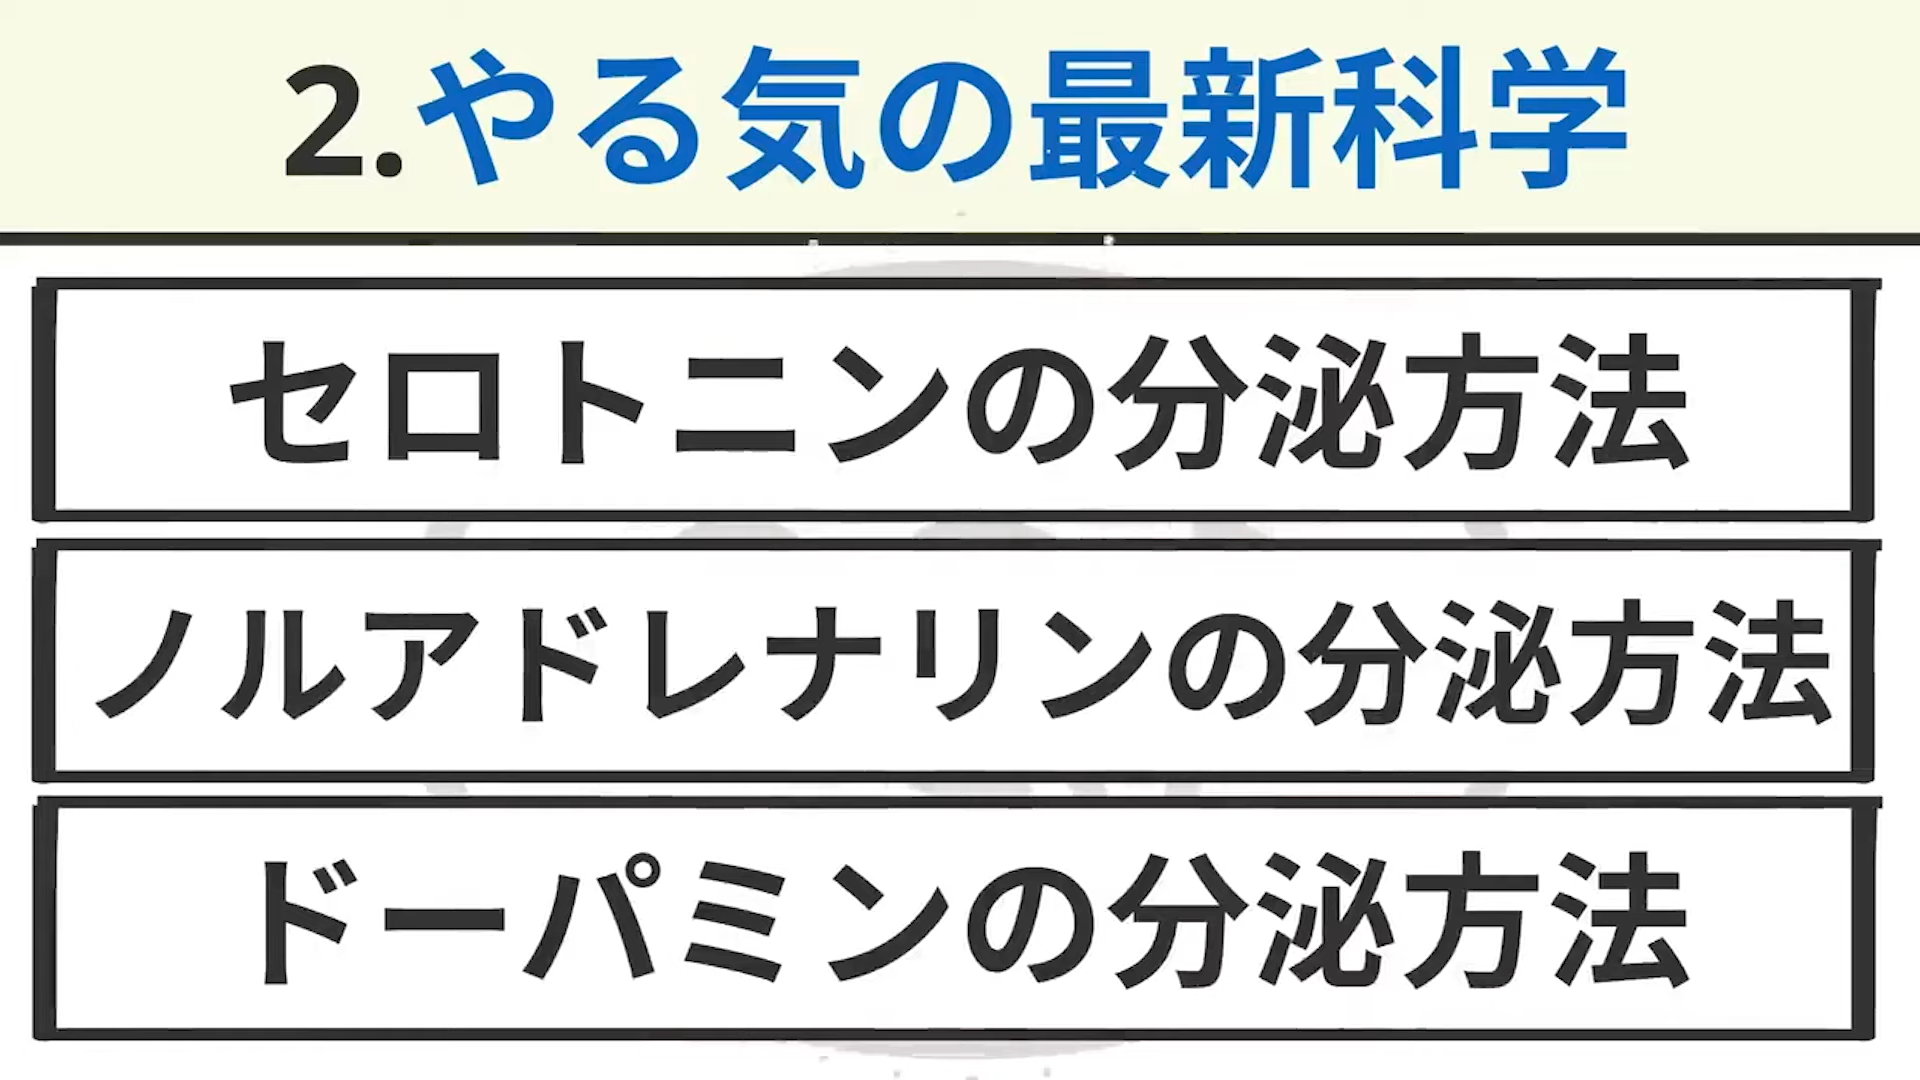 2.やる気の最新科学
セロトニンの分泌方法
ノルアドレナリンの分泌方法
ドーパミンの分泌方法